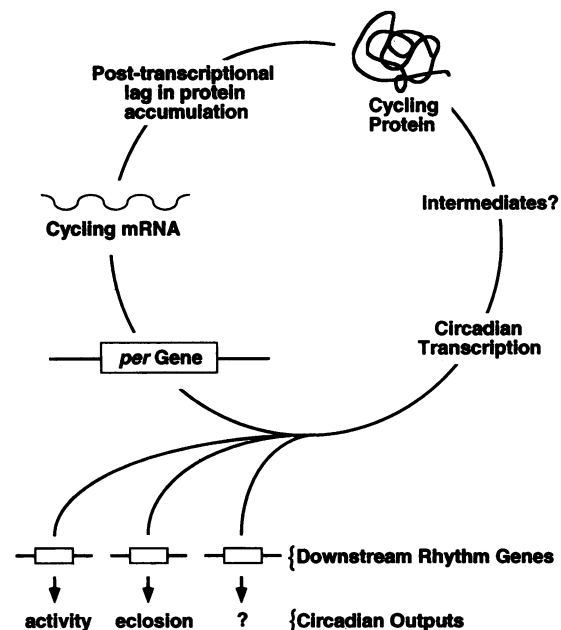 Post-transcriptional
lag in protein
accumulation
Cycling
Protein
Intermediates?
Cycling mRNA
Circadian
Transcription
per Gene
{Downstream Rhythm Genes
activity eclosion ? {Circadian Outputs